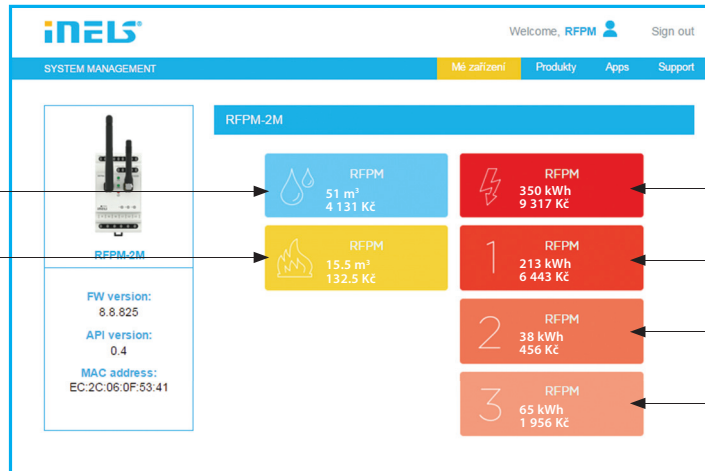 iNELS
Welcome, RFPM Sign out
SYSTEM MANAGEMENT Mé zařízení Produkty Apps Support
RFPM-2M
RFPM
51 m³
4 131 Kč
RFPM
350 kWh
9 317 Kč
RFPM
15.5 m³
132.5 Kč
1
RFPM
213 kWh
6 443 Kč
2
RFPM
38 kWh
456 Kč
3
RFPM
65 kWh
1 956 Kč
RFPM-2M
FW version:
8.8.825
API version:
0.4
MAC address:
EC:2C:06:0F:53:41